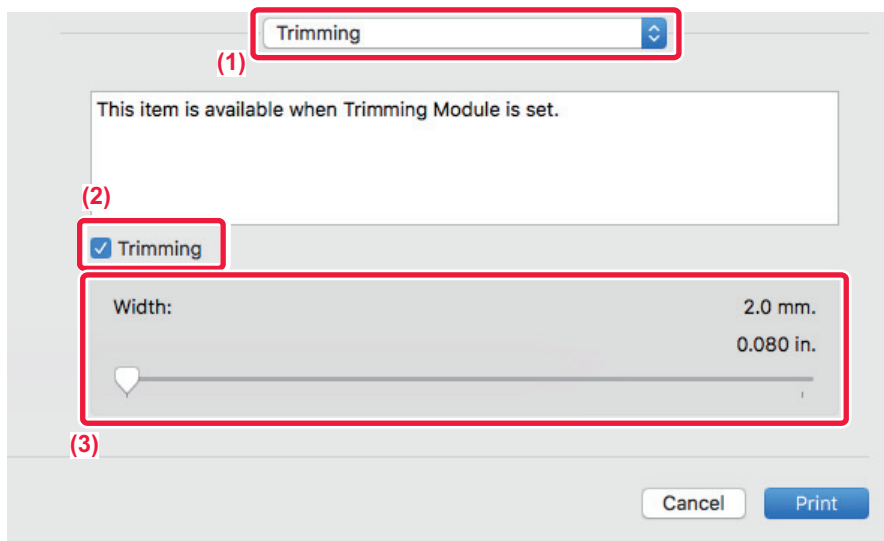 Trimming
(1)
This item is available when Trimming Module is set.
(2)
Trimming
Width:
2.0 mm.
0.080 in.
(3)
Cancel
Print